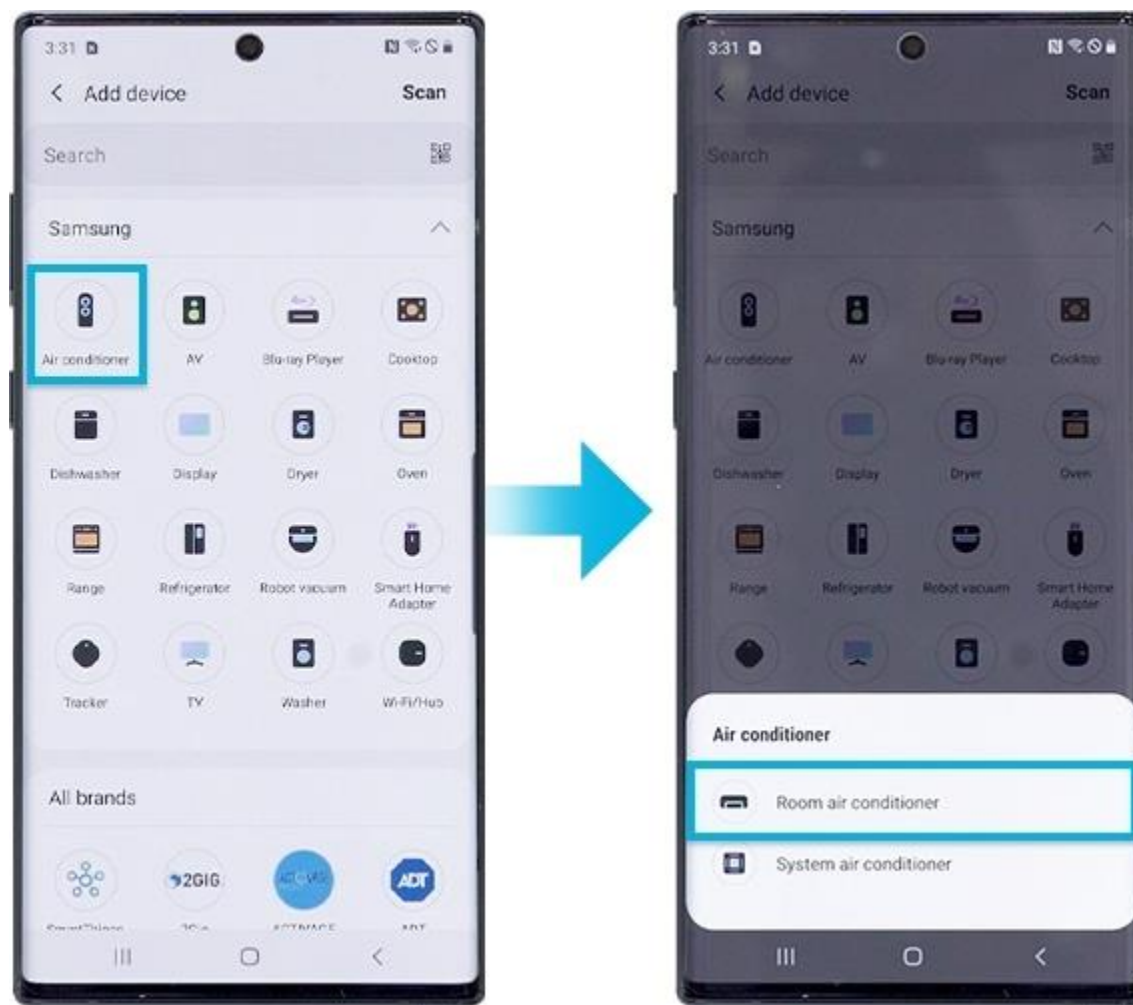 3:31
Add device
Scan
Search
Samsung
Air conditioner
AV
Blu-ray Player
Cooktop
Dishwasher
Display
Dryer
Oven
Range
Refrigerator
Robot vacuum
Smart Home
Adapter
Tracker
TV
Washer
Wi-Fi/Hub
All brands
2GIG
ADT
SmartThings
ADT
3:31
Add device
Scan
Search
Samsung
Air conditioner
AV
Blu-ray Player
Cooktop
Dishwasher
Display
Dryer
Oven
Range
Refrigerator
Robot vacuum
Smart Home
Adapter
Air conditioner
Room air conditioner
System air conditioner